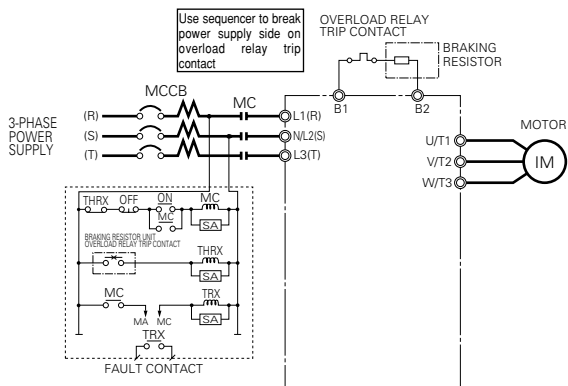 Use sequencer to break
power supply side on
overload relay trip
contact
OVERLOAD RELAY
TRIP CONTACT
BRAKING
RESISTOR
MCCB
MC
B1
B2
3-PHASE
POWER
SUPPLY
(R)
L1(R)
(S)
N/L2(S)
(T)
L3(T)
MOTOR
U/T1
V/T2
IM
W/T3
THRX
OFF
ON
MC
MC
SA
BRAKING RESISTOR UNIT
OVERLOAD RELAY TRIP CONTACT
THRX
SA
MC
TRX
SA
MA
MC
TRX
FAULT CONTACT